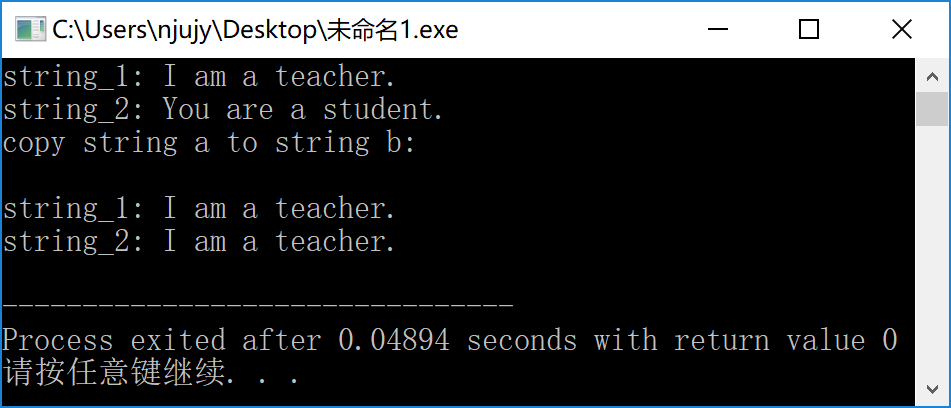 C:\Users\njujy\Desktop\未命名1.exe
string_1: I am a teacher.
string_2: You are a student.
copy string a to string b:
string_1: I am a teacher.
string_2: I am a teacher.
--------------------------------
Process exited after 0.04894 seconds with return value 0
请按任意键继续. . .